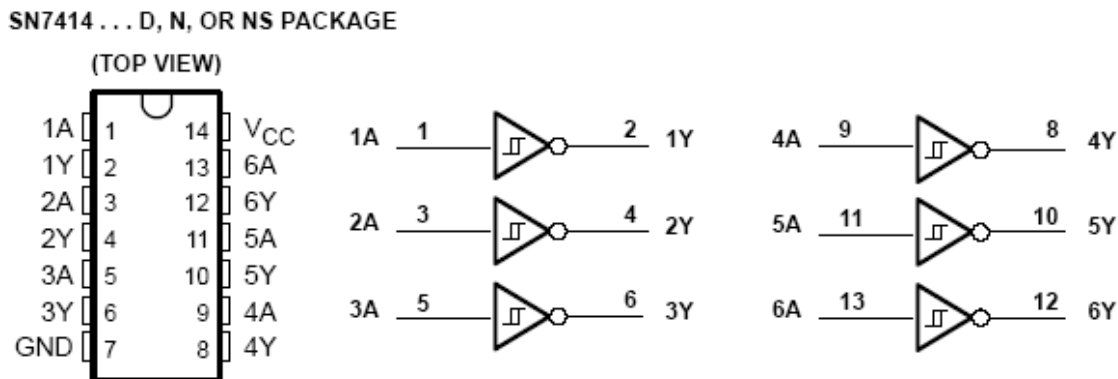 SN7414 . . . D, N, OR NS PACKAGE
(TOP VIEW)
1A 1 14 VCC
1Y 2 13 6A
2A 3 12 6Y
2Y 4 11 5A
3A 5 10 5Y
3Y 6 9 4A
GND 7 8 4Y
1A 1 2 1Y
2A 3 4 2Y
3A 5 6 3Y
4A 9 8 4Y
5A 11 10 5Y
6A 13 12 6Y